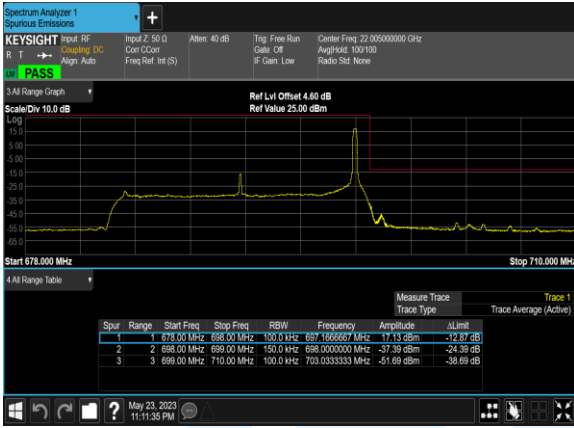 Spectrum Analyzer 1
Spurious Emissions
+
KEYSIGHT Input: RF Input Z: 50 Ω Atten: 40 dB Trig: Free Run Center Freq: 22.005000000 GHz
R T Coupling: DC Corr CCorr Gate: Off Avg|Hold: 100/100
Align: Auto Freq Ref: Int (S) IF Gain: Low Radio Std: None
PASS
3 All Range Graph
Ref Lvl Offset 4.60 dB
Scale/Div 10.0 dB Ref Value 25.00 dBm
Log
15.0
5.00
-5.00
-15.0
-25.0
-35.0
-45.0
-55.0
-65.0
Start 678.000 MHz Stop 710.000 MHz
4 All Range Table
Measure Trace Trace 1
Trace Type Trace Average (Active)
Spur Range Start Freq Stop Freq RBW Frequency Amplitude ΔLimit
1 1 678.00 MHz 698.00 MHz 100.0 kHz 697.1666667 MHz 17.13 dBm -12.87 dB
2 2 698.00 MHz 699.00 MHz 150.0 kHz 698.0000000 MHz -37.39 dBm -24.39 dB
3 3 699.00 MHz 710.00 MHz 100.0 kHz 703.0333333 MHz -51.69 dBm -38.69 dB
? May 23, 2023
11:11:35 PM